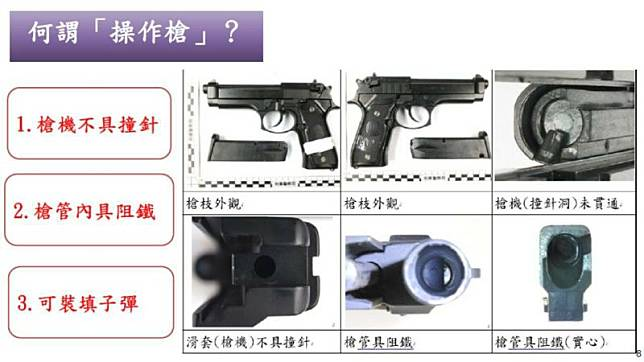 何謂「操作槍」？
1.槍機不具撞針
2.槍管內具阻鐵
3.可裝填子彈
槍枝外觀
槍枝外觀
槍機(撞針洞)未貫通
滑套(槍機)不具撞針
槍管具阻鐵
槍管具阻鐵(實心)